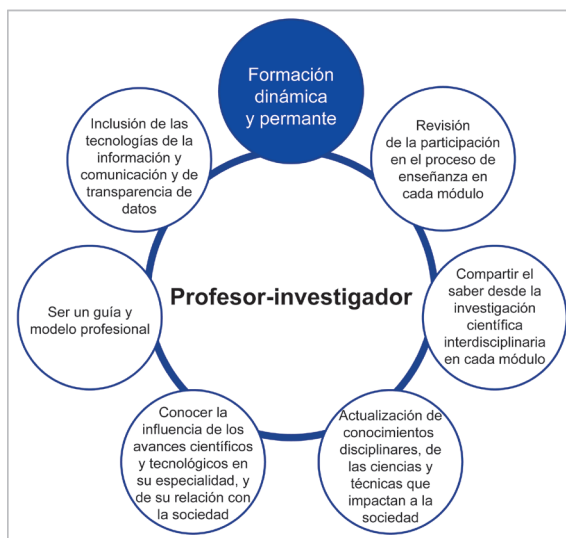 Formación
dinámica
y permante
Revisión
de la participación
en el proceso de
enseñanza en
cada módulo
Compartir el
saber desde la
investigación
científica
interdisciplinaria
en cada módulo
Actualización de
conocimientos
disciplinares, de
las ciencias y
técnicas que
impactan a la
sociedad
Conocer la
influencia de los
avances científicos
y tecnológicos en
su especialidad, y
de su relación con
la sociedad
Ser un guía y
modelo profesional
Inclusión de las
tecnologías de la
información y
comunicación y de
transparencia de
datos
Profesor-investigador